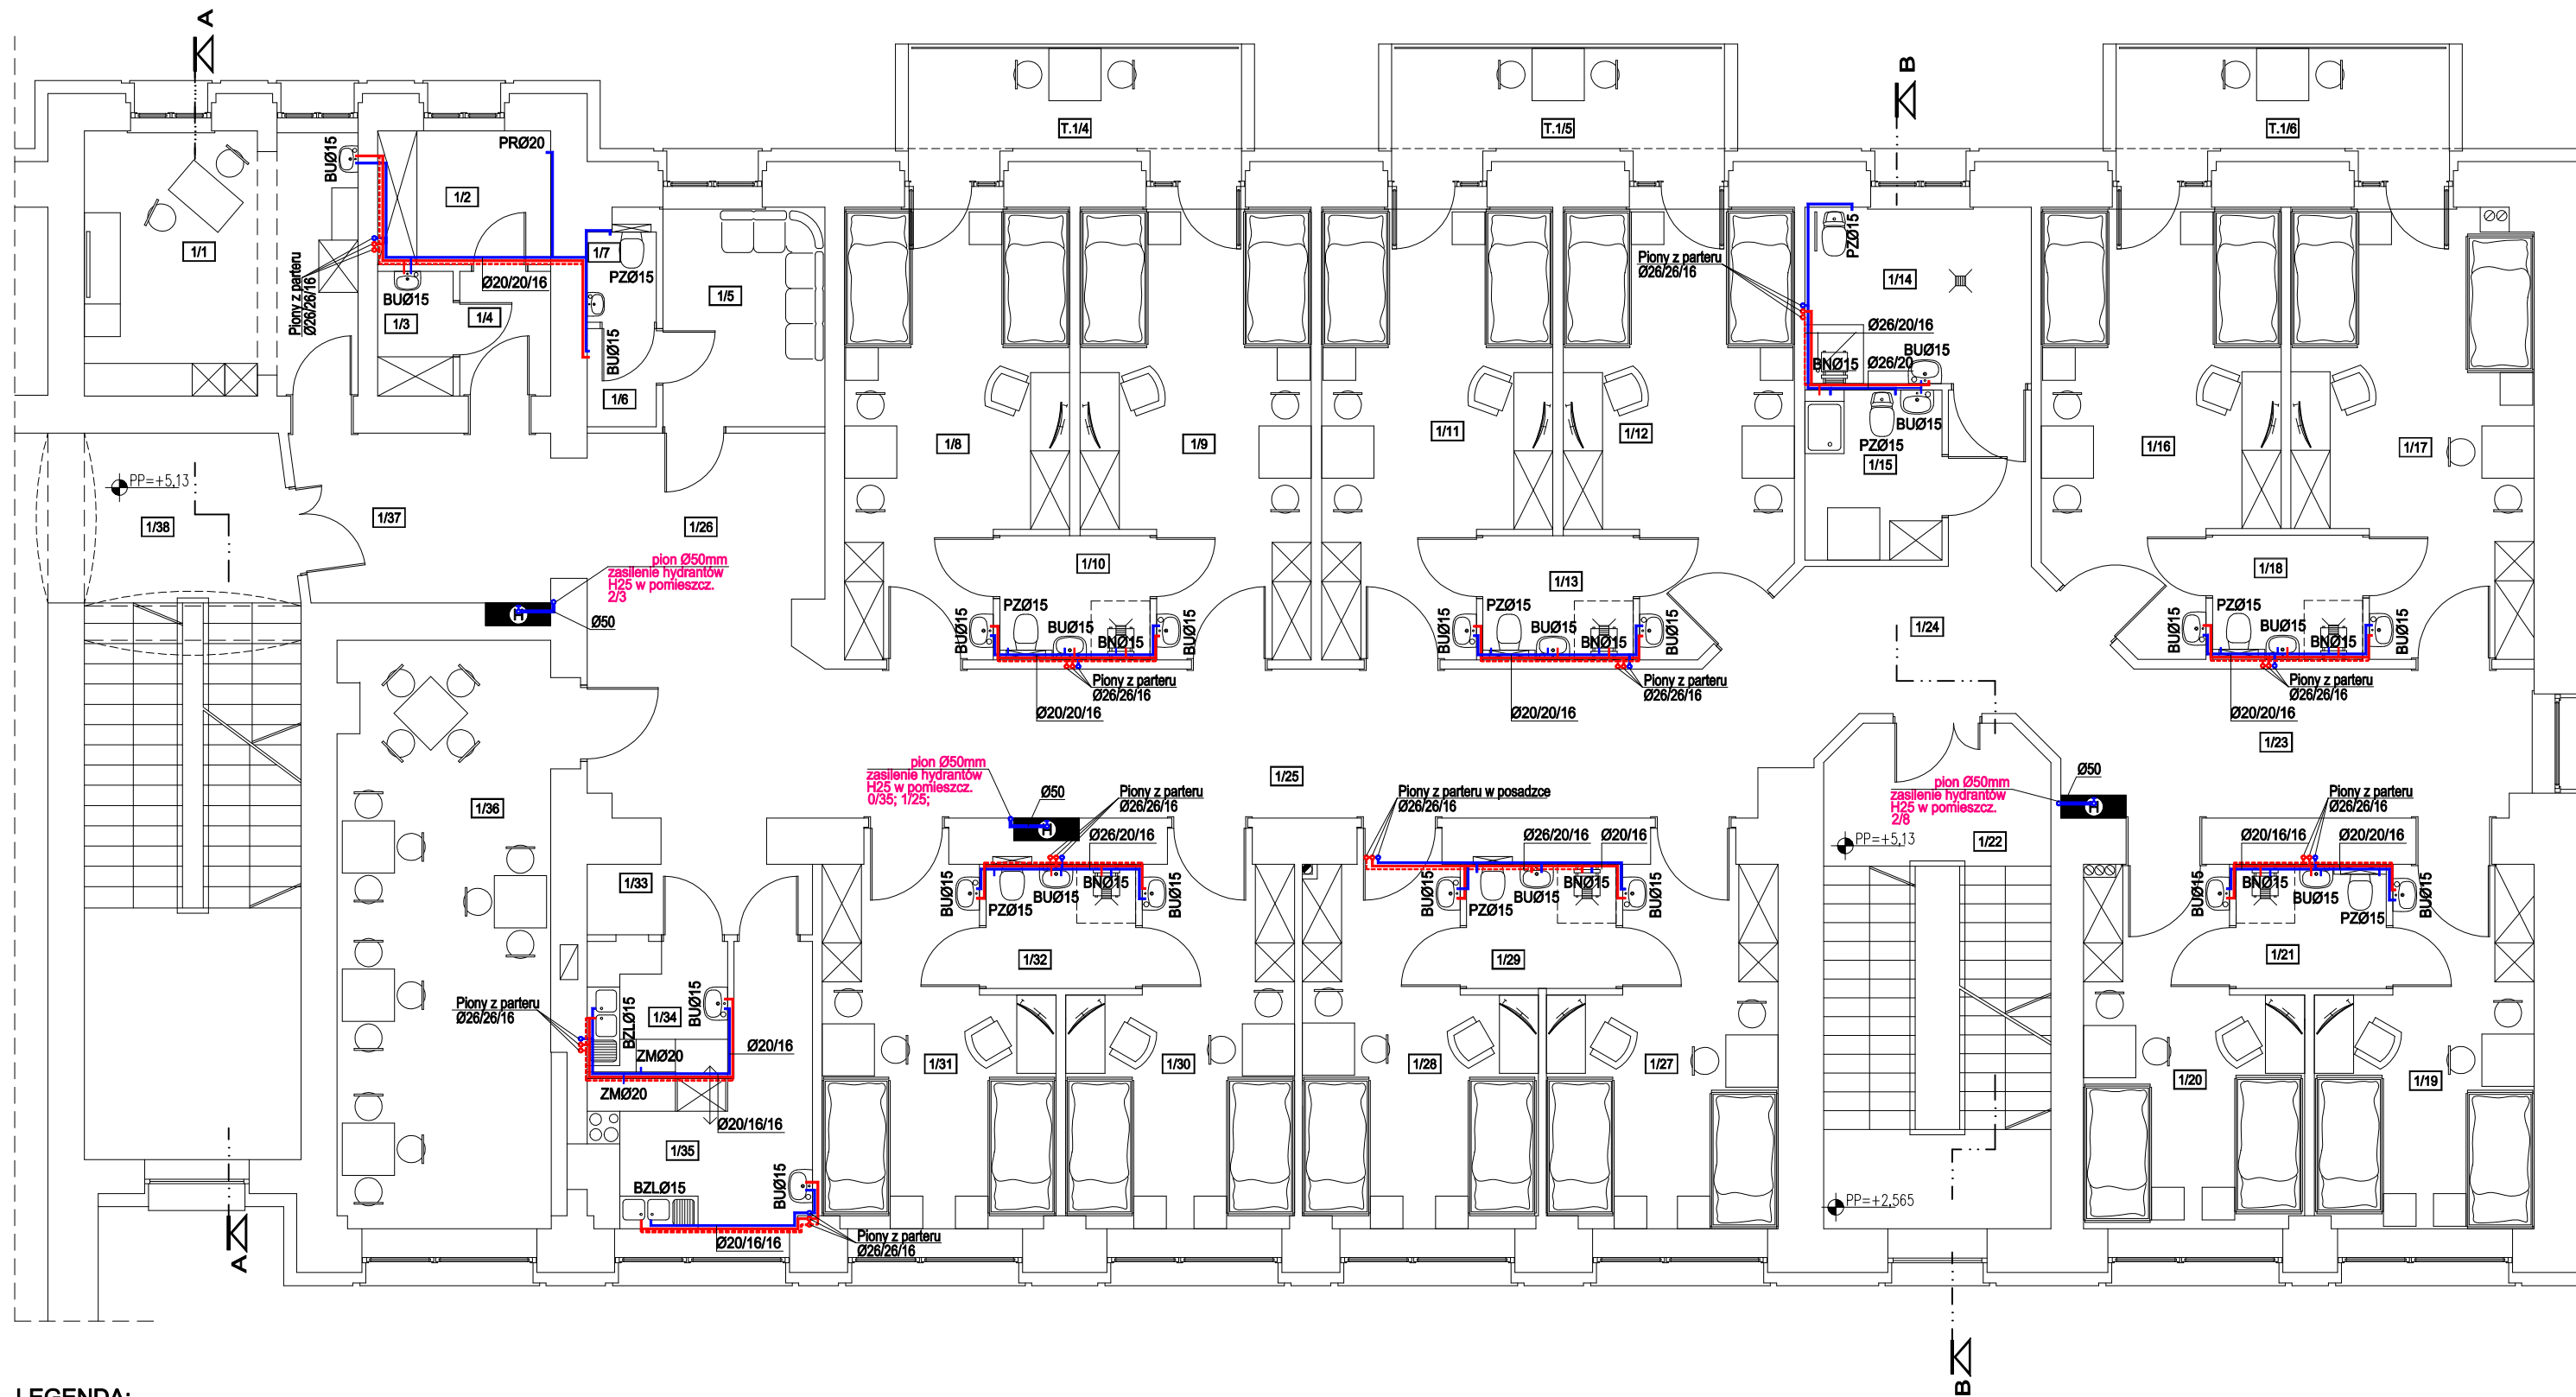 A
B
T.1/4
T.1/5
T.1/6
BUØ15
PRØ20
1/2
1/1
1/7
PZØ15
Piony z parteru
Ø26/26/16
Ø20/20/16
BUØ15
1/3
1/4
1/5
BUØ15
1/6
Piony z parteru
Ø26/26/16
PZØ15
1/14
Ø26/20/16
BUØ15
BNØ15
Ø26/20
BUØ15
PZØ15
1/15
1/8
1/9
1/11
1/12
1/16
1/17
PP=+5,13
1/38
1/37
1/26
pion Ø50mm
zasilenie hydrantów
H25 w pomieszcz.
2/3
H
Ø50
1/10
BUØ15
PZØ15
BUØ15
BNØ15
BUØ15
Piony z parteru
Ø26/26/16
Ø20/20/16
1/13
BUØ15
PZØ15
BUØ15
BNØ15
BUØ15
Piony z parteru
Ø26/26/16
Ø20/20/16
1/24
1/18
BUØ15
PZØ15
BUØ15
BNØ15
BUØ15
Piony z parteru
Ø26/26/16
Ø20/20/16
1/23
1/25
pion Ø50mm
zasilenie hydrantów
H25 w pomieszcz.
0/35; 1/25;
Ø50
H
Piony z parteru
Ø26/26/16
Ø26/20/16
Piony z parteru w posadzce
Ø26/26/16
Ø26/20/16
Ø20/16
pion Ø50mm
zasilenie hydrantów
H25 w pomieszcz.
2/8
Ø50
H
Piony z parteru
Ø26/26/16
Ø20/16/16
Ø20/20/16
PP=+5,13
1/22
1/36
1/33
BUØ15
PZØ15
BUØ15
BNØ15
BUØ15
1/32
BUØ15
PZØ15
BUØ15
BNØ15
BUØ15
1/29
BUØ15
BNØ15
BUØ15
PZØ15
BUØ15
1/21
Piony z parteru
Ø26/26/16
BZLØ15
1/34
BUØ15
ZMØ20
Ø20/16
ZMØ20
Ø20/16/16
1/35
1/31
1/30
1/28
1/27
1/20
1/19
BZLØ15
BUØ15
Ø20/16/16
Piony z parteru
Ø26/26/16
PP=+2,565
A
B
LEGENDA: